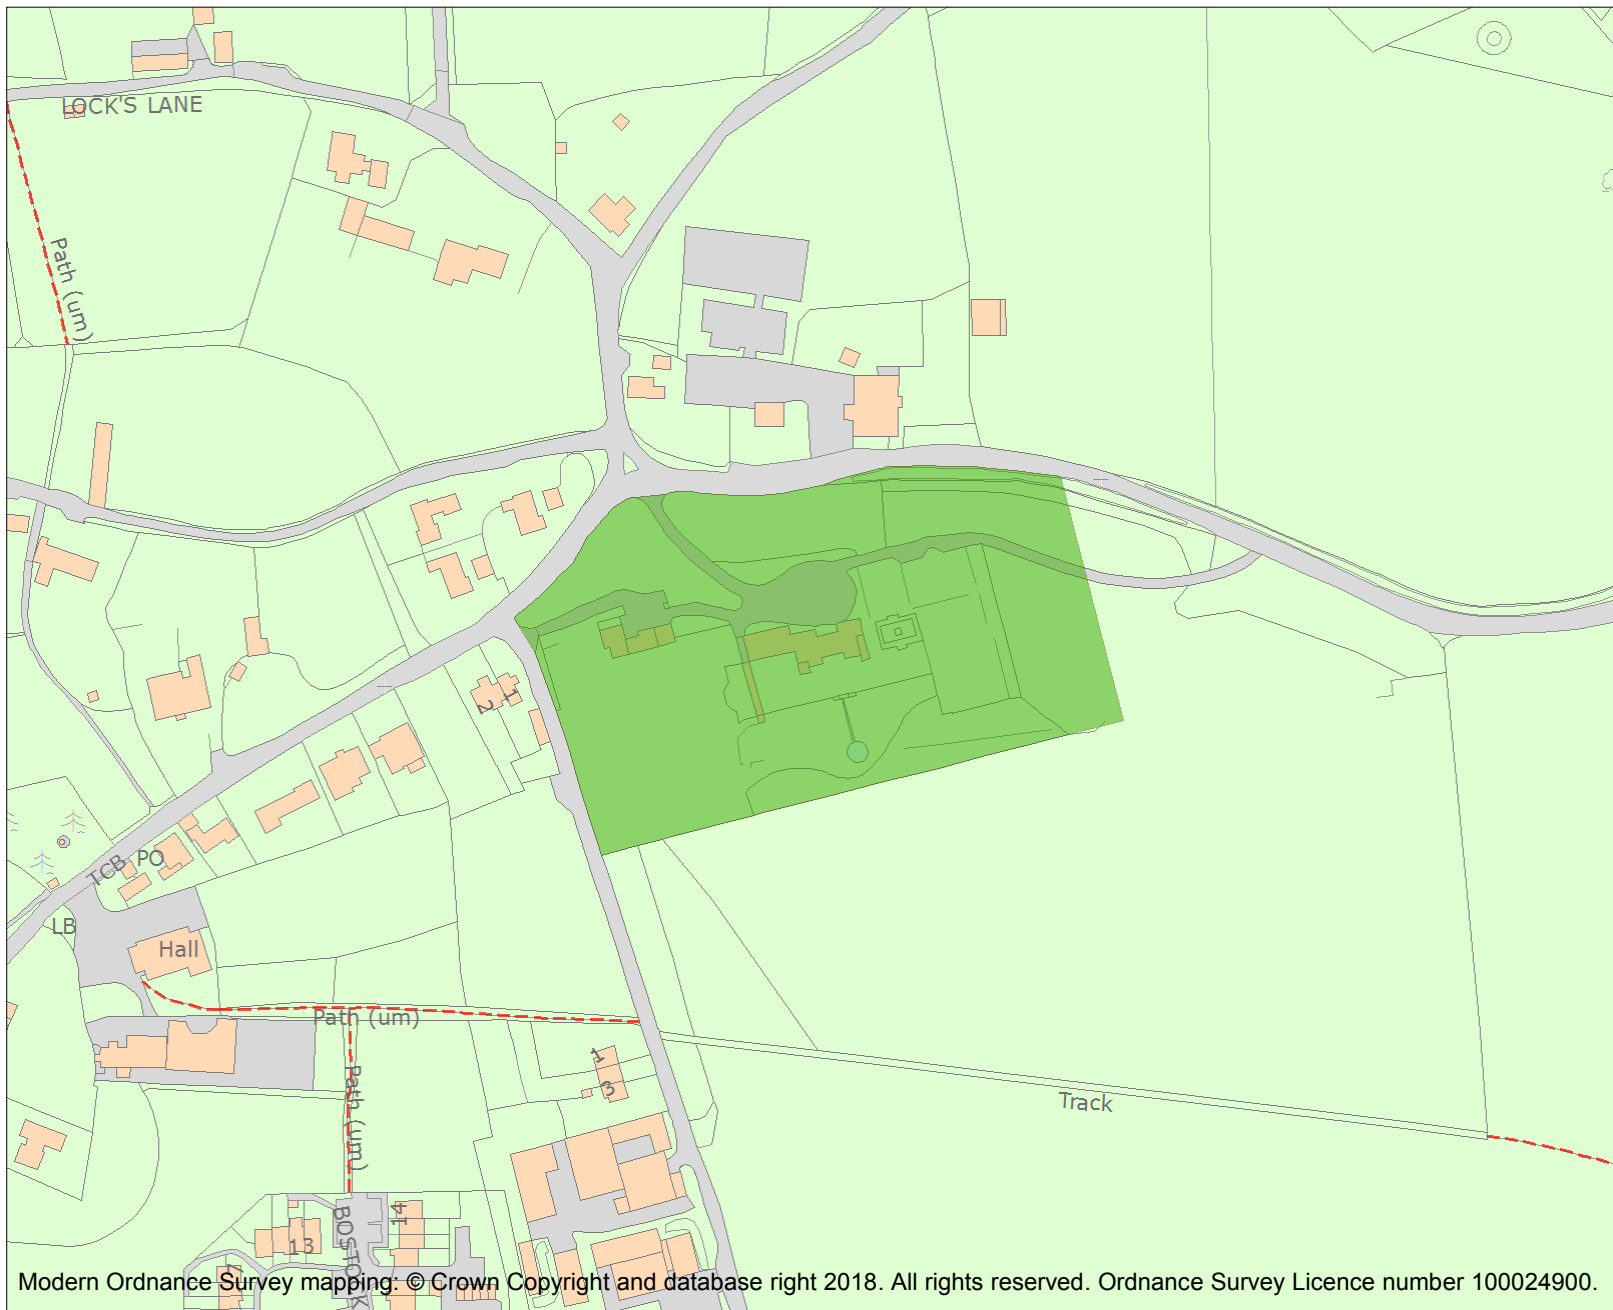 LOCK'S LANE
Path (um)
1
2
TCB
PO
LB
Hall
Path (um)
1
3
Path (um)
Track
14
BOSTOCK
13
7
Modern Ordnance Survey mapping: © Crown Copyright and database right 2018. All rights reserved. Ordnance Survey Licence number 100024900.